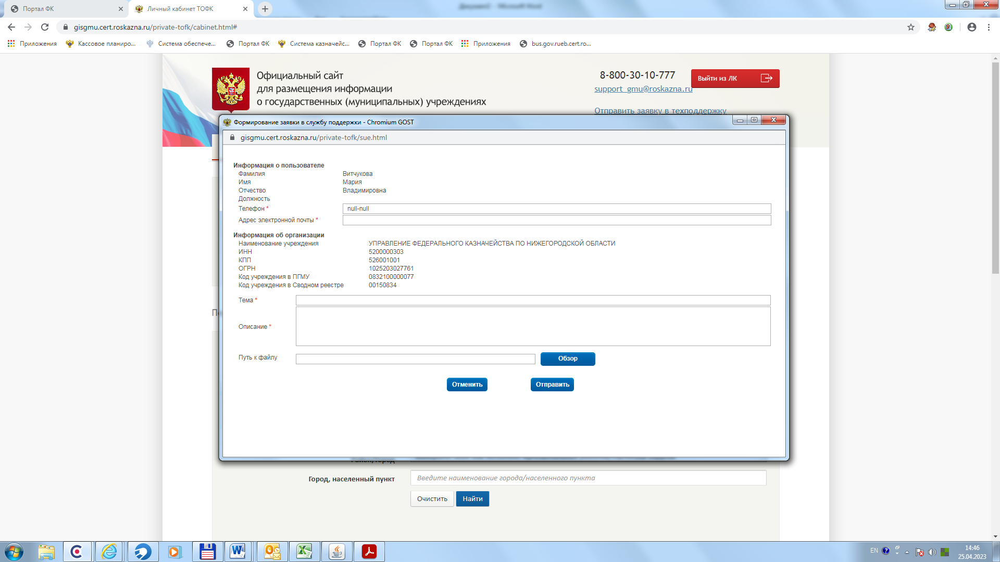 Портал ФК
Личный кабинет ТОФК
gisgmu.cert.roskazna.ru/private-tofk/cabinet.html#
Приложения
Кассовое планиро...
Система обеспече...
Портал ФК
Система казначейс...
Портал ФК
Портал ФК
Приложения
bus.gov.rueb.cert.ro...
Официальный сайт
для размещения информации
о государственных (муниципальных) учреждениях
8-800-30-10-777
support_gmu@roskazna.ru
Выйти из ЛК
Отправить заявку в техподдержку
Формирование заявки в службу поддержки - Chromium GOST
gisgmu.cert.roskazna.ru/private-tofk/sue.html
Информация о пользователе
Фамилия Витчукова
Имя Мария
Отчество Владимировна
Должность
Телефон * null-null
Адрес электронной почты *
Информация об организации
Наименование учреждения УПРАВЛЕНИЕ ФЕДЕРАЛЬНОГО КАЗНАЧЕЙСТВА ПО НИЖЕГОРОДСКОЙ ОБЛАСТИ
ИНН 5200000303
КПП 526001001
ОГРН 1025203027761
Код учреждения в ПГМУ 0832100000077
Код учреждения в Сводном реестре 00150834
Тема *
Описание *
Путь к файлу Обзор
Отменить Отправить
Город, населенный пункт Введите наименование города/населенного пункта
Очистить Найти
EN
14:46
25.04.2023